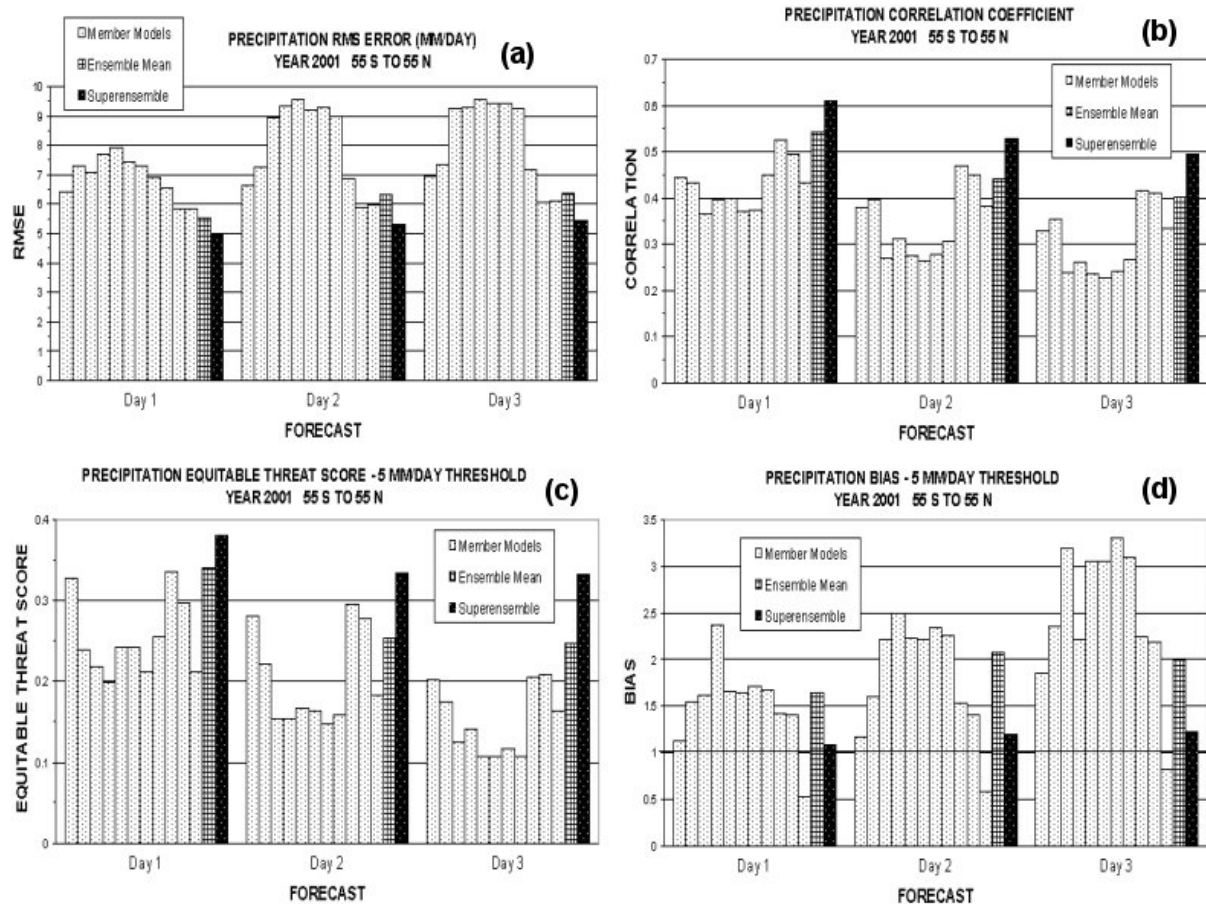 PRECIPITATION RMS ERROR (MM/DAY)
YEAR 2001 55 S TO 55 N
(a)
Member Models
Ensemble Mean
Superensemble
RMSE
10
9
8
7
6
5
4
3
2
1
0
Day 1
Day 2
Day 3
FORECAST
PRECIPITATION CORRELATION COEFFICIENT
YEAR 2001 55 S TO 55 N
(b)
Member Models
Ensemble Mean
Superensemble
CORRELATION
0.7
0.6
0.5
0.4
0.3
0.2
0.1
0
Day 1
Day 2
Day 3
FORECAST
PRECIPITATION EQUITABLE THREAT SCORE - 5 MM/DAY THRESHOLD
YEAR 2001 55 S TO 55 N
(c)
Member Models
Ensemble Mean
Superensemble
EQUITABLE THREAT SCORE
0.4
0.3
0.2
0.1
0
Day 1
Day 2
Day 3
FORECAST
PRECIPITATION BIAS - 5 MM/DAY THRESHOLD
YEAR 2001 55 S TO 55 N
(d)
Member Models
Ensemble Mean
Superensemble
BIAS
3.5
3
2.5
2
1.5
1
0.5
0
Day 1
Day 2
Day 3
FORECAST